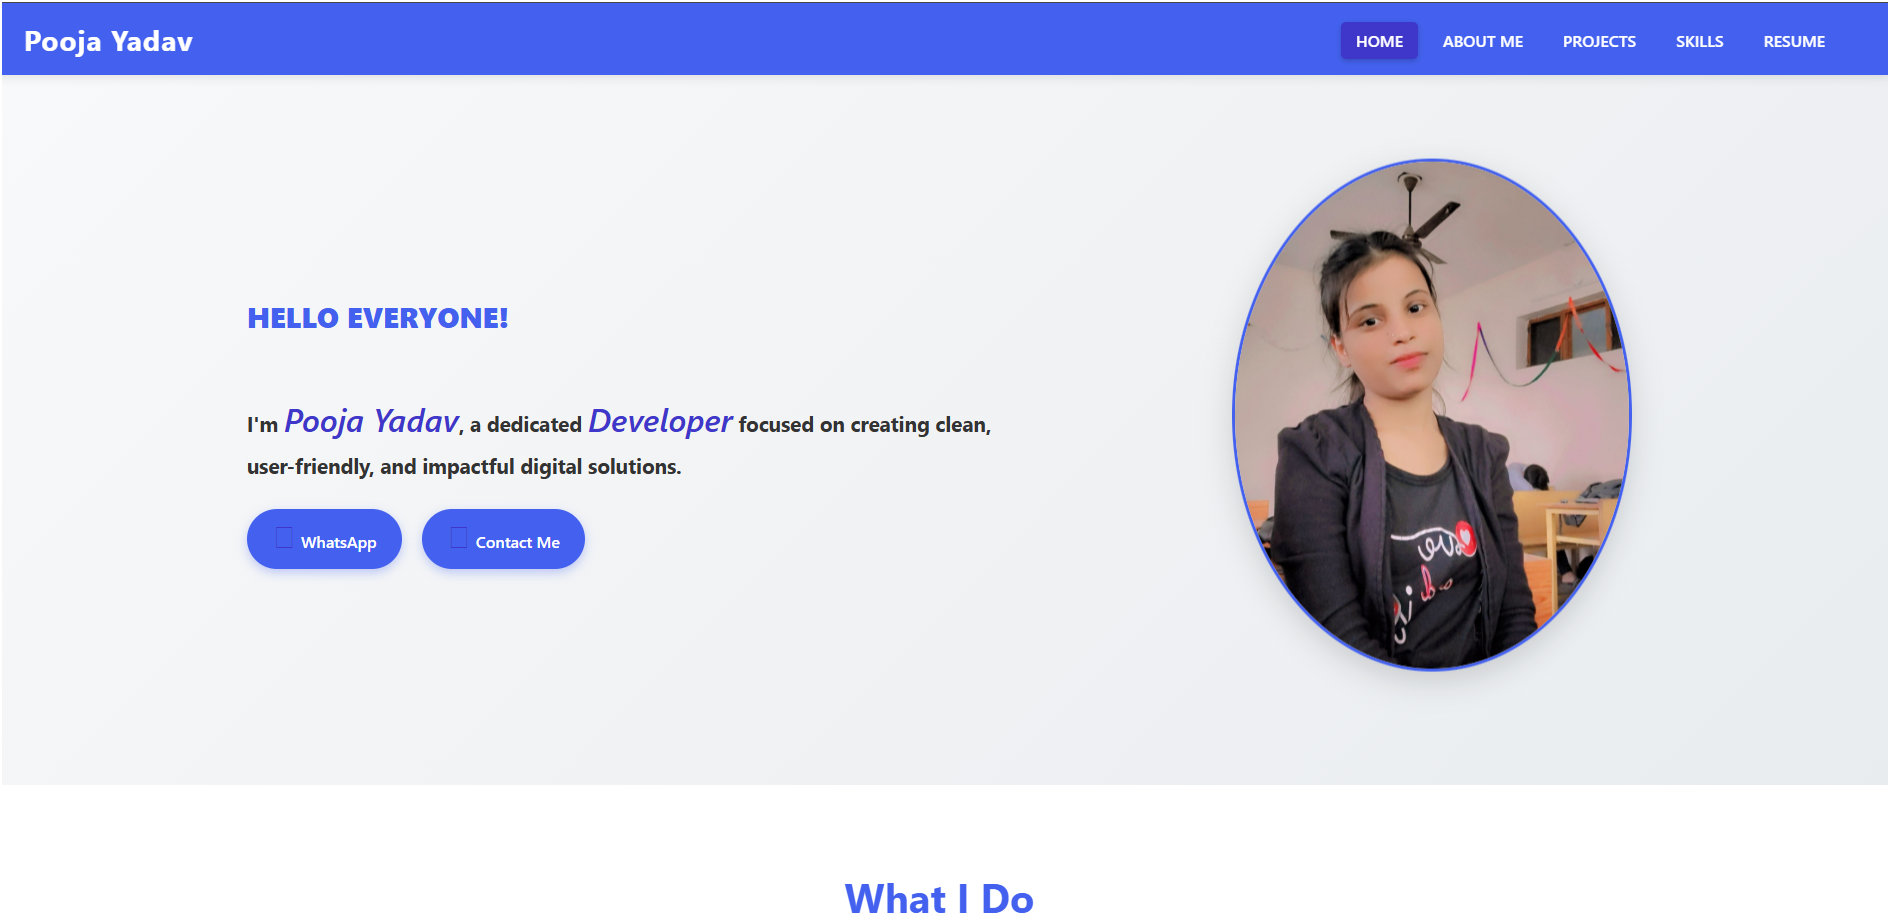 Pooja Yadav
HOME ABOUT ME PROJECTS SKILLS RESUME
HELLO EVERYONE!
I'm Pooja Yadav, a dedicated Developer focused on creating clean,
user-friendly, and impactful digital solutions.
WhatsApp Contact Me
What I Do